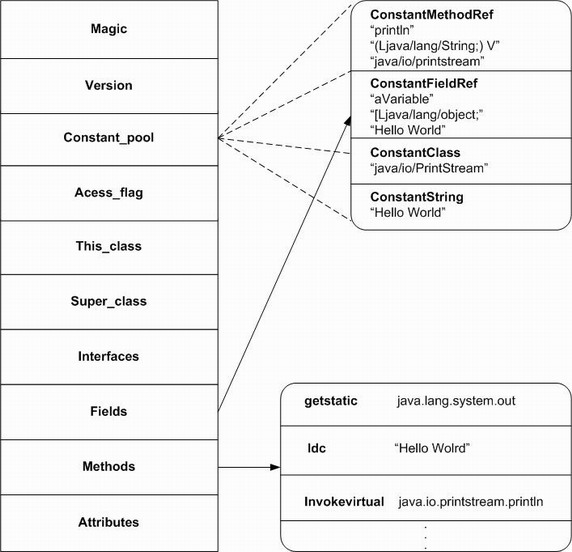 Magic
Version
Constant_pool
Acess_flag
This_class
Super_class
Interfaces
Fields
Methods
Attributes
ConstantMethodRef
“println”
“(Ljava/lang/String;) V”
“java/io/printstream”
ConstantFieldRef
“aVariable”
“[Ljava/lang/object;”
“Hello World”
ConstantClass
“java/io/PrintStream”
ConstantString
“Hello World”
getstatic java.lang.system.out
ldc “Hello Wolrd”
Invokevirtual java.io.printstream.println